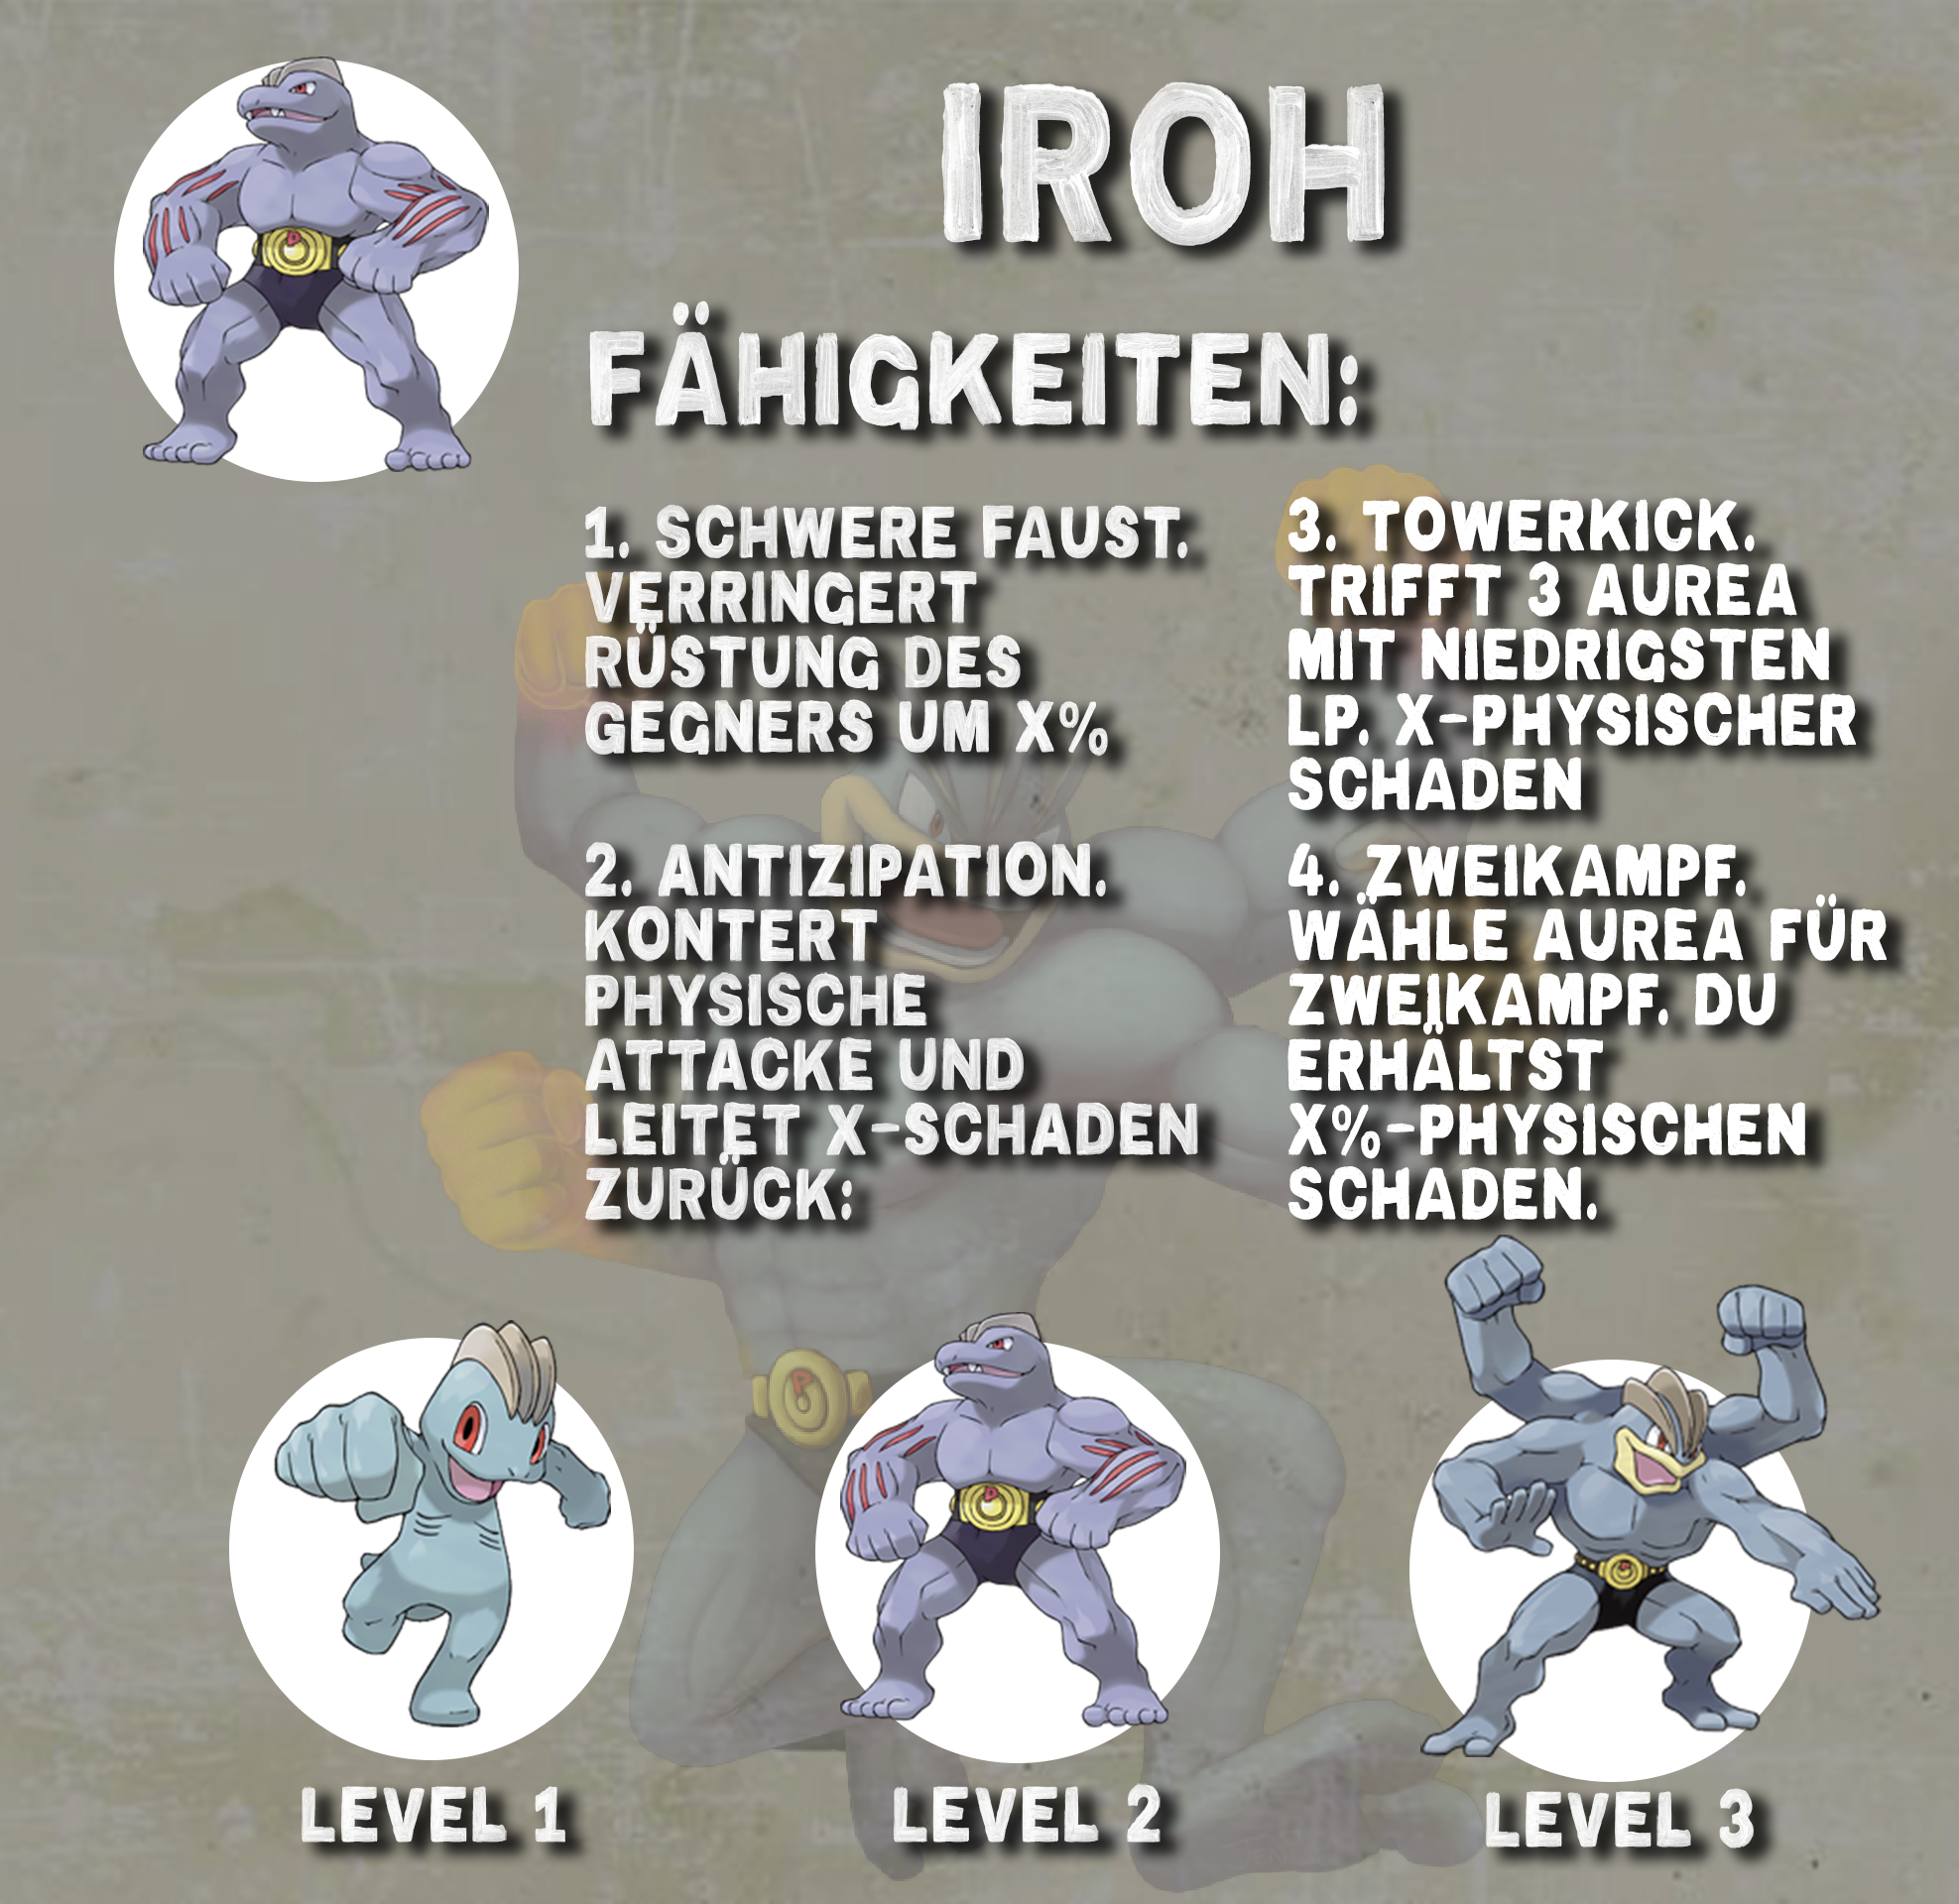 IROH
FÄHIGKEITEN:
1. SCHWERE FAUST.
VERRINGERT
RÜSTUNG DES
GEGNERS UM X%
2. ANTIZIPATION.
KONTERT
PHYSISCHE
ATTACKE UND
LEITET X-SCHADEN
ZURÜCK:
3. TOWERKICK.
TRIFFT 3 AUREA
MIT NIEDRIGSTEN
LP. X-PHYSISCHER
SCHADEN
4. ZWEIKAMPF.
WÄHLE AUREA FÜR
ZWEIKAMPF. DU
ERHÄLTST
X%-PHYSISCHEN
SCHADEN.
LEVEL 1
LEVEL 2
LEVEL 3